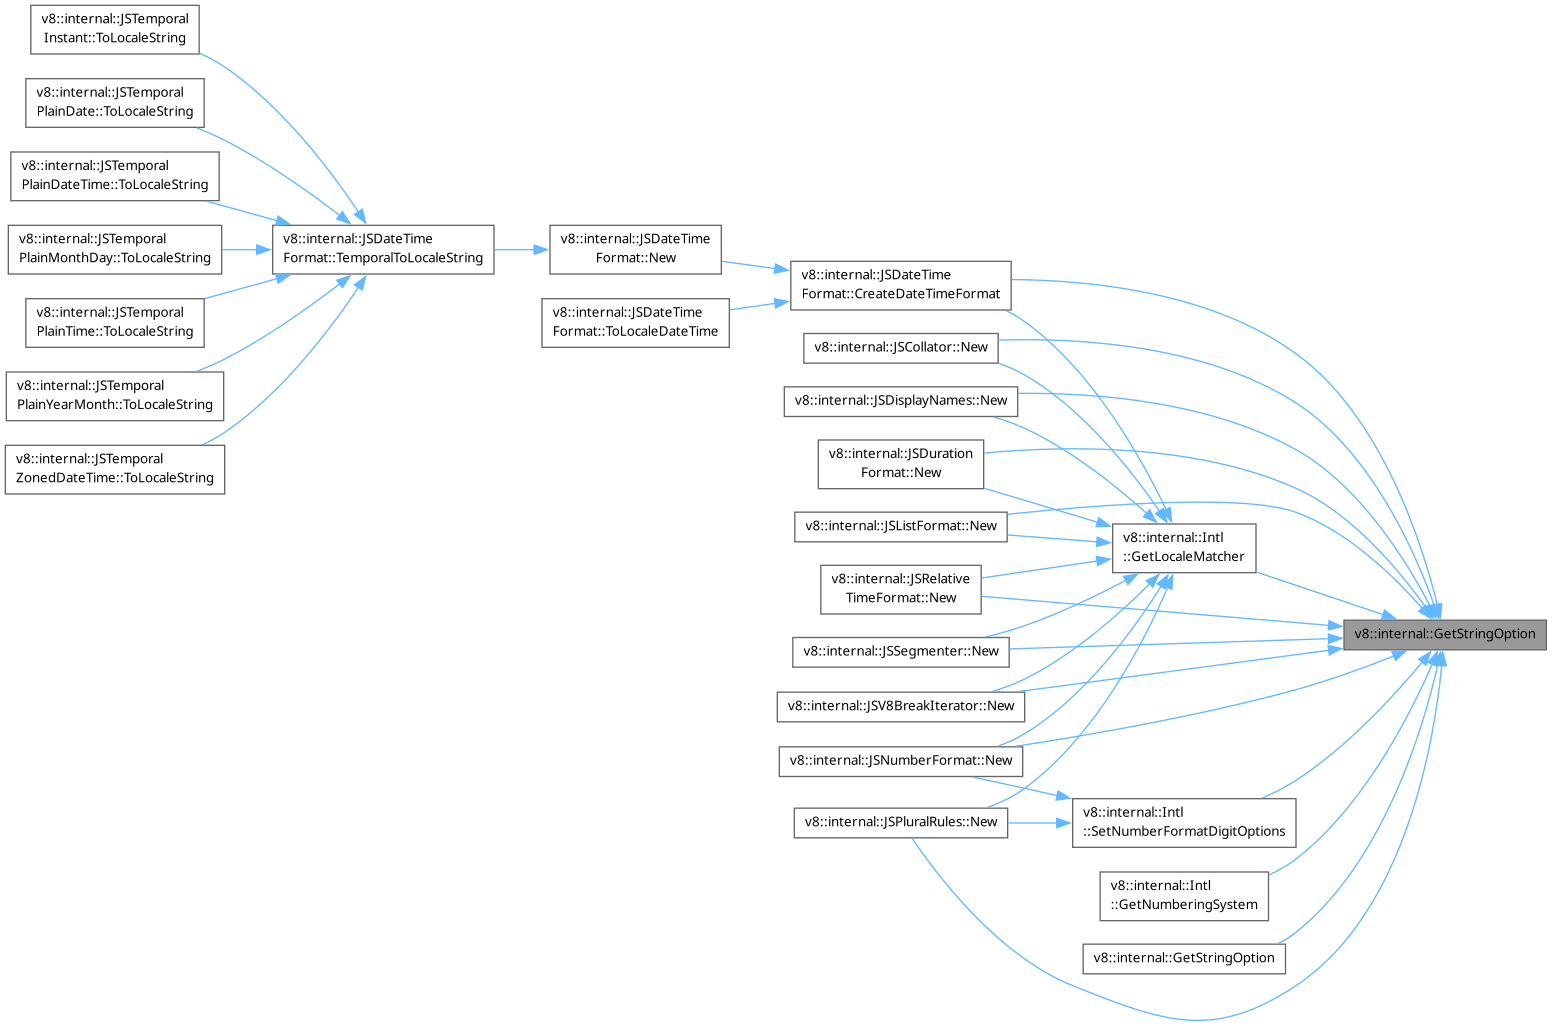 v8::internal::JSTemporal
Instant::ToLocaleString
v8::internal::JSTemporal
PlainDate::ToLocaleString
v8::internal::JSTemporal
PlainDateTime::ToLocaleString
v8::internal::JSTemporal
PlainMonthDay::ToLocaleString
v8::internal::JSTemporal
PlainTime::ToLocaleString
v8::internal::JSTemporal
PlainYearMonth::ToLocaleString
v8::internal::JSTemporal
ZonedDateTime::ToLocaleString
v8::internal::JSDateTime
Format::TemporalToLocaleString
v8::internal::JSDateTime
Format::New
v8::internal::JSDateTime
Format::ToLocaleDateTime
v8::internal::JSDateTime
Format::CreateDateTimeFormat
v8::internal::JSCollator::New
v8::internal::JSDisplayNames::New
v8::internal::JSDuration
Format::New
v8::internal::JSListFormat::New
v8::internal::JSRelative
TimeFormat::New
v8::internal::JSSegmenter::New
v8::internal::JSV8BreakIterator::New
v8::internal::JSNumberFormat::New
v8::internal::JSPluralRules::New
v8::internal::Intl
::GetLocaleMatcher
v8::internal::Intl
::SetNumberFormatDigitOptions
v8::internal::Intl
::GetNumberingSystem
v8::internal::GetStringOption
v8::internal::GetStringOption